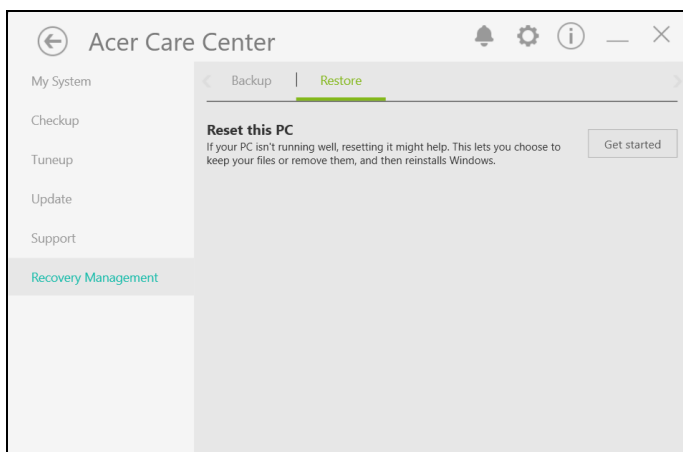 Acer Care Center
My System
Checkup
Tuneup
Update
Support
Recovery Management
Backup
Restore
Reset this PC
If your PC isn't running well, resetting it might help. This lets you choose to
keep your files or remove them, and then reinstalls Windows.
Get started